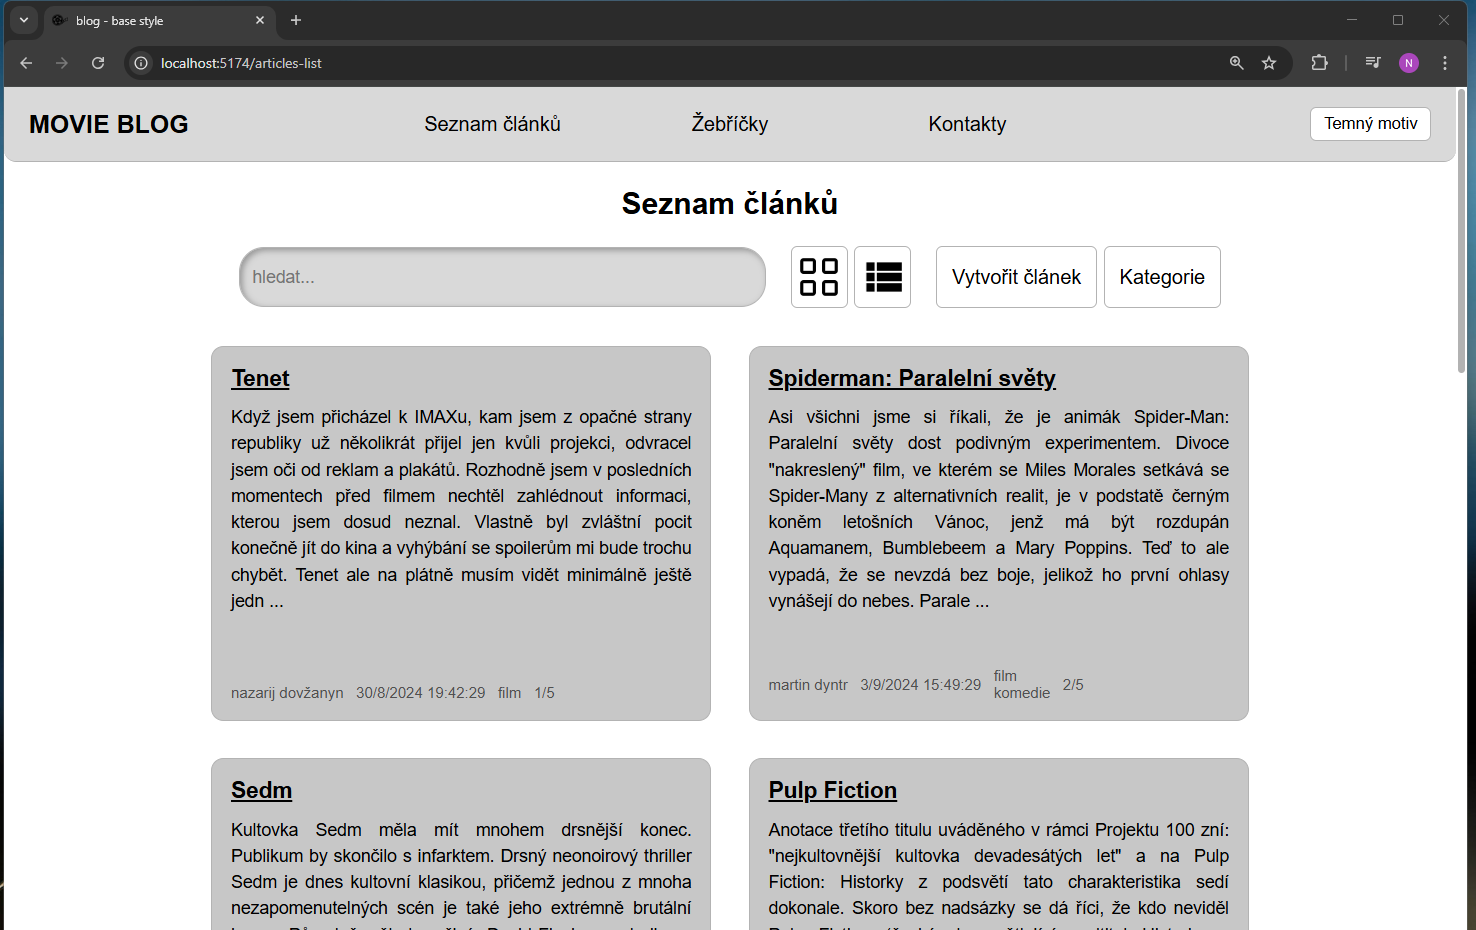 blog - base style
localhost:5174/articles-list
N
MOVIE BLOG
Seznam článků
Žebříčky
Kontakty
Temný motiv
Seznam článků
hledat...
Vytvořit článek
Kategorie
Tenet
Když jsem přicházel k IMAXu, kam jsem z opačné strany
republiky už několikrát přijel jen kvůli projekci, odvracel
jsem oči od reklam a plakátů. Rozhodně jsem v posledních
momentech před filmem nechtěl zahlédnout informaci,
kterou jsem dosud neznal. Vlastně byl zvláštní pocit
konečně jít do kina a vyhýbání se spoilerům mi bude trochu
chybět. Tenet ale na plátně musím vidět minimálně ještě
jedn ...
nazarij dovžanyn 30/8/2024 19:42:29 film 1/5
Spiderman: Paralelní světy
Asi všichni jsme si říkali, že je animák Spider-Man:
Paralelní světy dost podivným experimentem. Divoce
"nakreslený" film, ve kterém se Miles Morales setkává se
Spider-Many z alternativních realit, je v podstatě černým
koněm letošních Vánoc, jenž má být rozdupán
Aquamanem, Bumblebeem a Mary Poppins. Teď to ale
vypadá, že se nevzdá bez boje, jelikož ho první ohlasy
vynášejí do nebes. Parale ...
martin dyntr 3/9/2024 15:49:29 film
komedie 2/5
Sedm
Kultovka Sedm měla mít mnohem drsnější konec.
Publikum by skončilo s infarktem. Drsný neonoirový thriller
Sedm je dnes kultovní klasikou, přičemž jednou z mnoha
nezapomenutelných scén je také jeho extrémně brutální
Pulp Fiction
Anotace třetího titulu uváděného v rámci Projektu 100 zní:
"nejkultovnější kultovka devadesátých let" a na Pulp
Fiction: Historky z podsvětí tato charakteristika sedí
dokonale. Skoro bez nadsázky se dá říci, že kdo neviděl